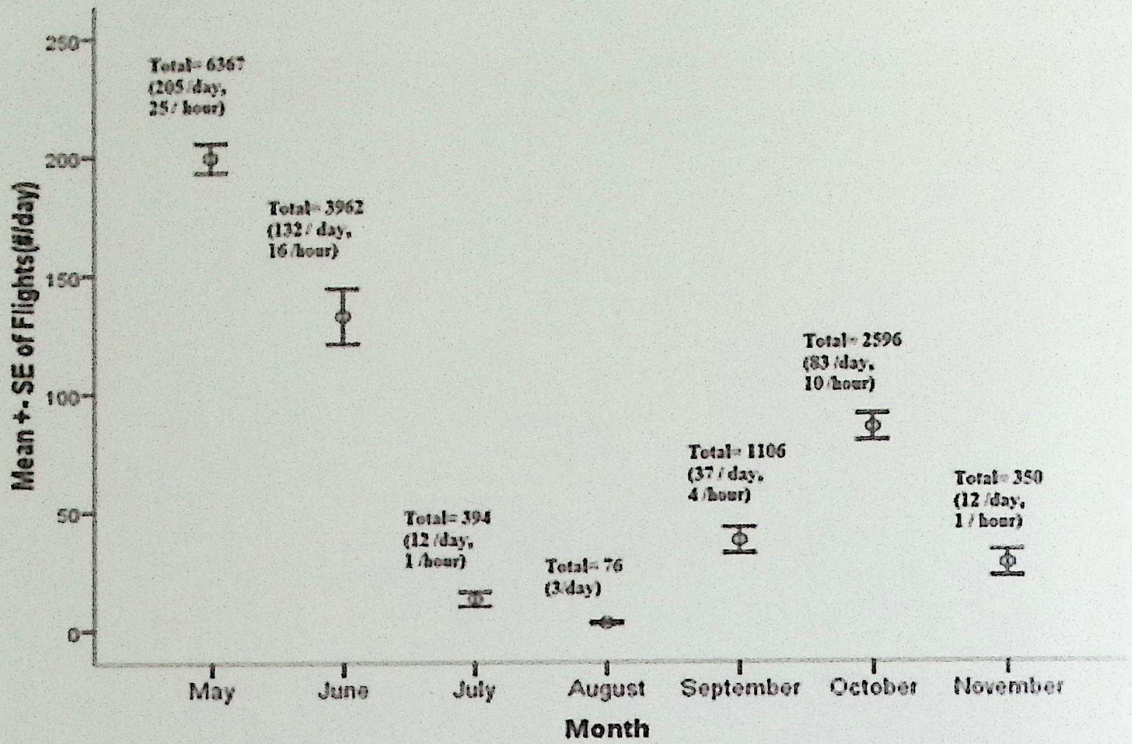 Mean +- SE of Flights(#/day)
250
200
150
100
50
0
Total= 6367
(205/day,
25/ hour)
Total= 3962
(132/ day,
16/hour)
Total= 394
(12/day,
1/hour)
Total= 76
(3/day)
Total= 1106
(37/ day,
4/hour)
Total= 2596
(83/day,
10/hour)
Total= 350
(12/day,
1/ hour)
May June July August September October November
Month